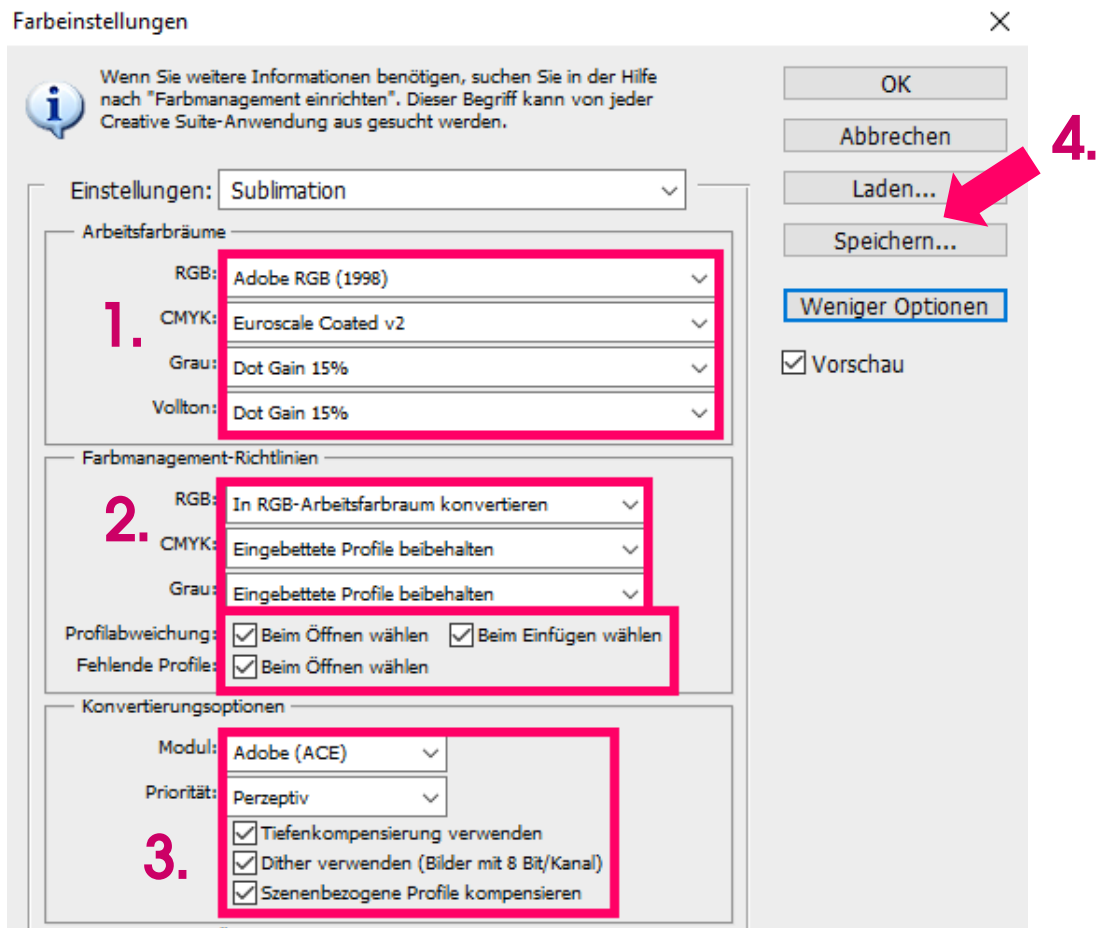 Farbeinstellungen
Wenn Sie weitere Informationen benötigen, suchen Sie in der Hilfe
nach "Farbmanagement einrichten". Dieser Begriff kann von jeder
Creative Suite-Anwendung aus gesucht werden.
OK
Abbrechen
4.
Laden...
Speichern...
Weniger Optionen
Vorschau
Einstellungen: Sublimation
Arbeitsfarbräume
1.
RGB: Adobe RGB (1998)
CMYK: Euroscale Coated v2
Grau: Dot Gain 15%
Vollton: Dot Gain 15%
Farbmanagement-Richtlinien
2.
RGB: In RGB-Arbeitsfarbraum konvertieren
CMYK: Eingebettete Profile beibehalten
Grau: Eingebettete Profile beibehalten
Profilabweichung: Beim Öffnen wählen Beim Einfügen wählen
Fehlende Profile: Beim Öffnen wählen
Konvertierungsoptionen
Modul: Adobe (ACE)
Priorität: Perzeptiv
3.
Tiefenkompensierung verwenden
Dither verwenden (Bilder mit 8 Bit/Kanal)
Szenenbezogene Profile kompensieren